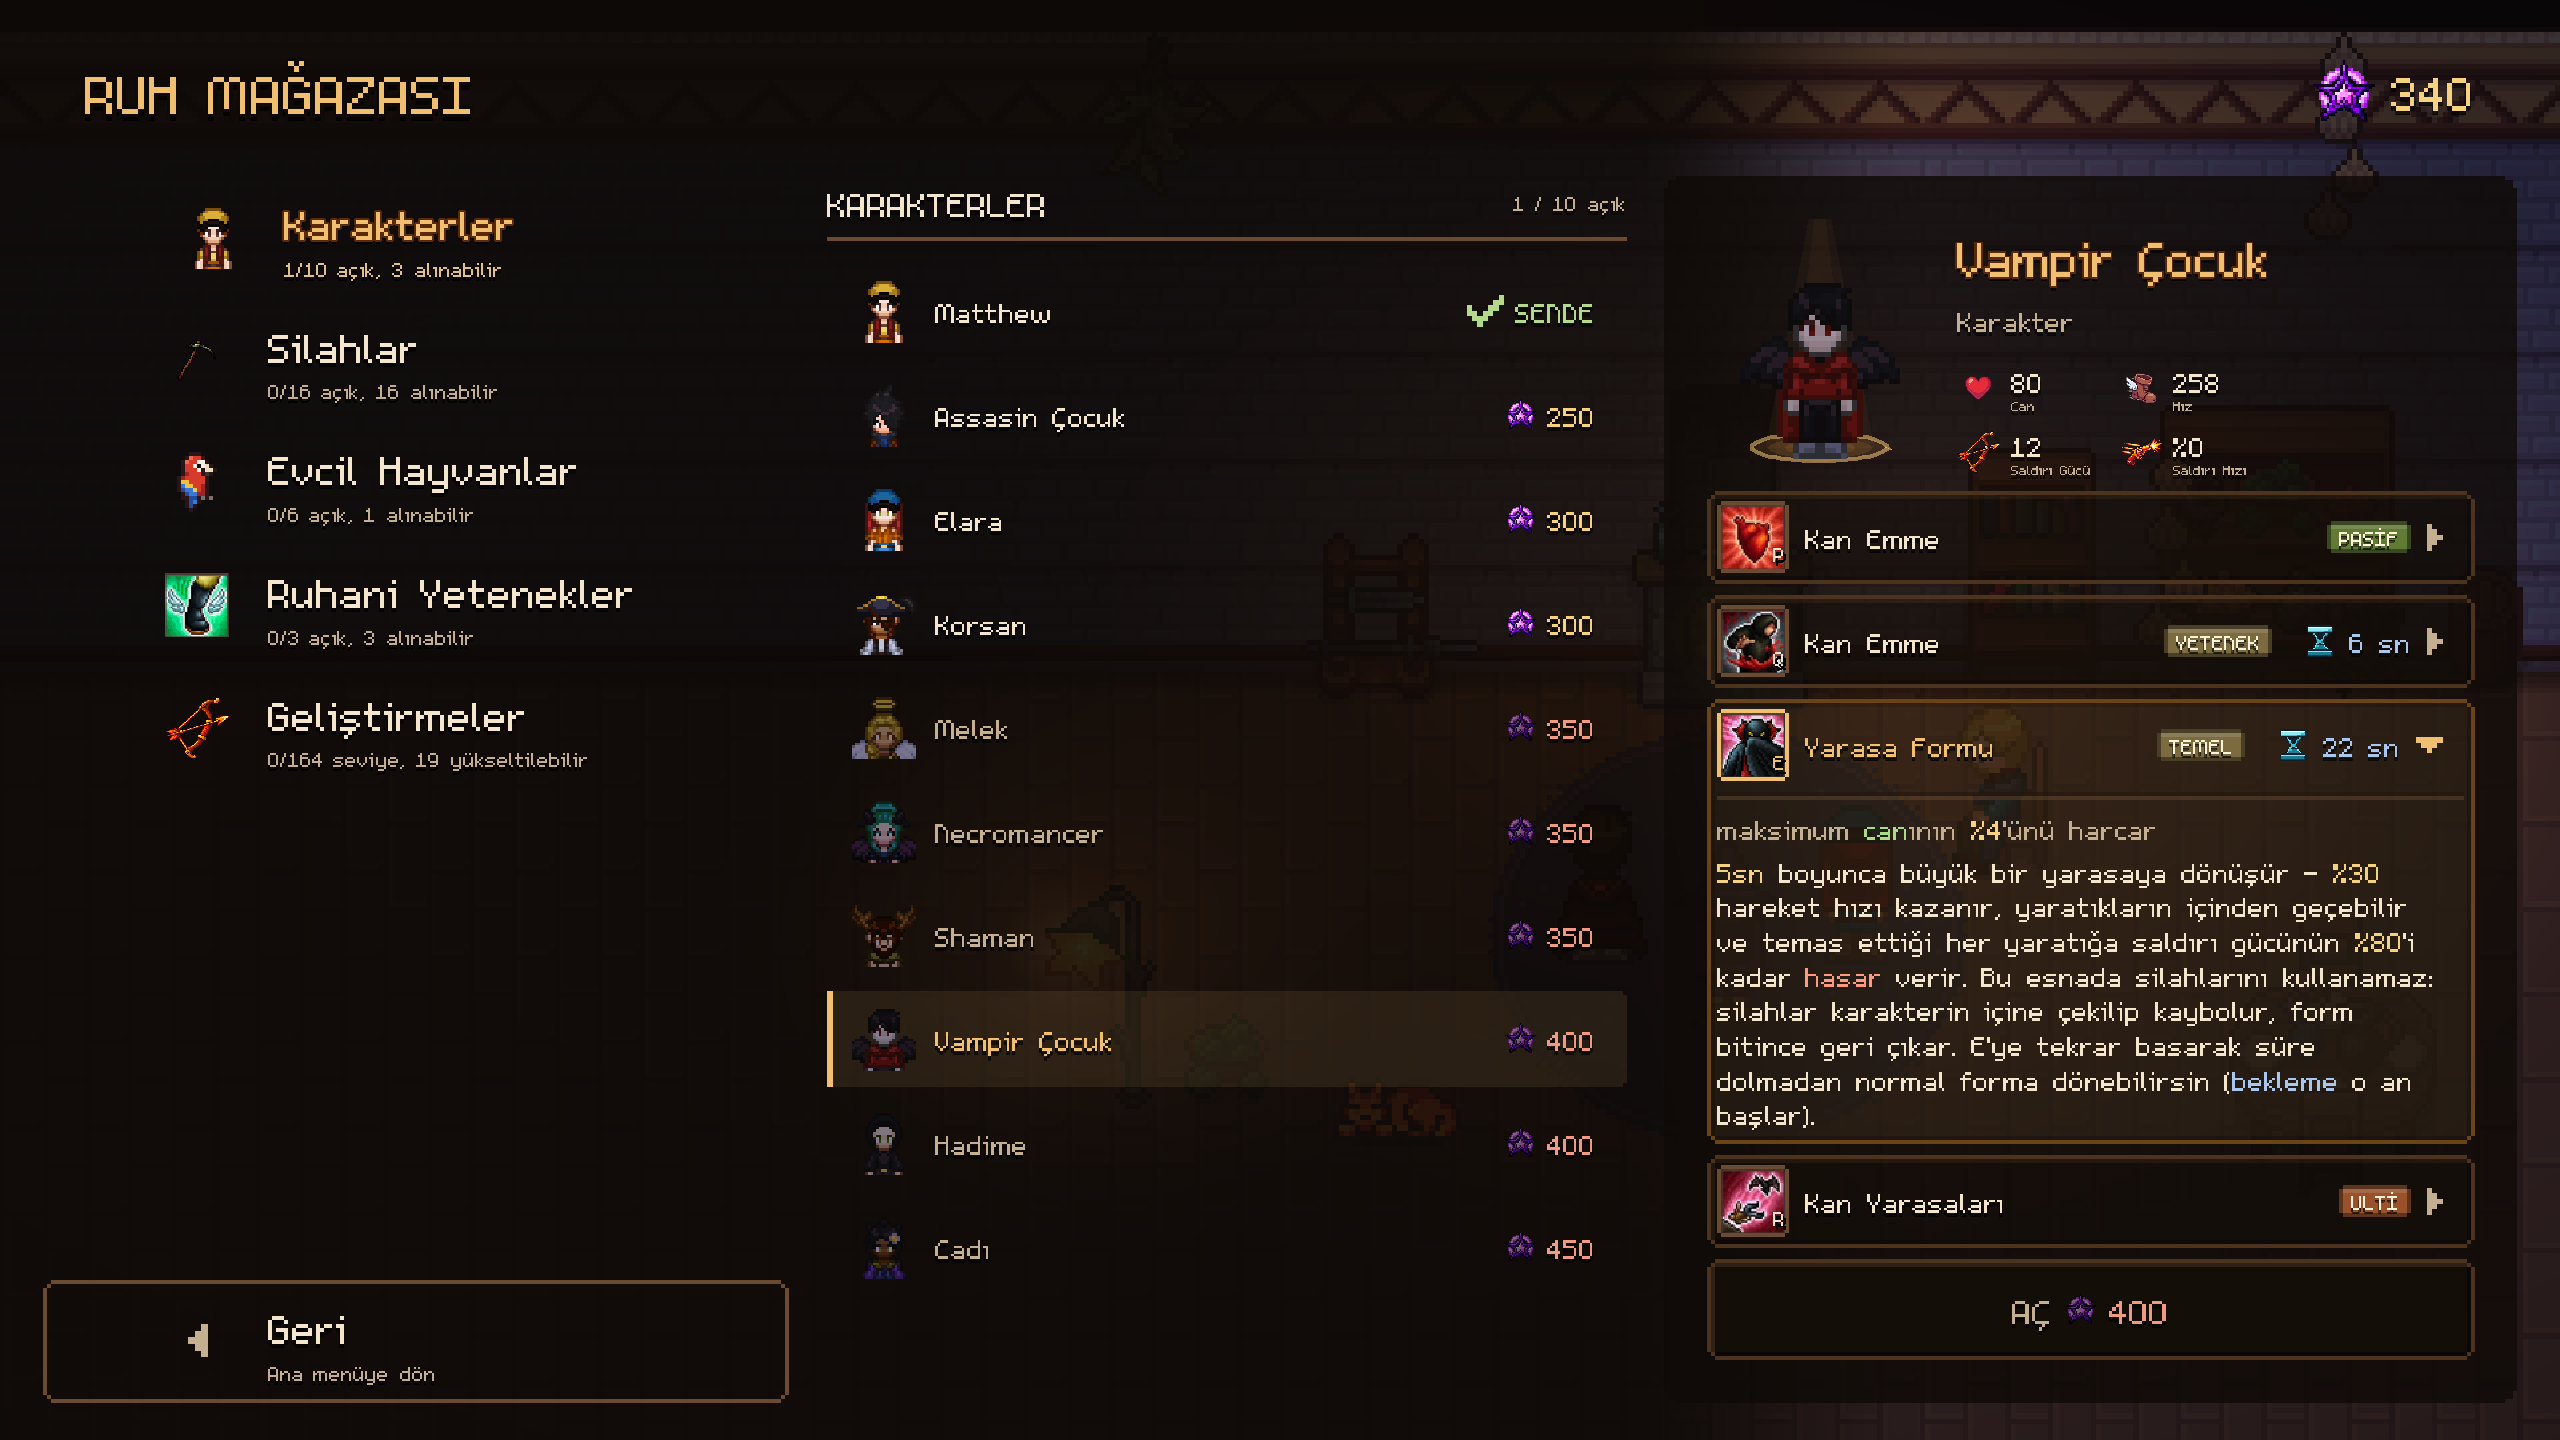 RUH MAĞAZASI
340
Karakterler
1/10 açık, 3 alınabilir
Silahlar
0/16 açık, 16 alınabilir
Evcil Hayvanlar
0/6 açık, 1 alınabilir
Ruhani Yetenekler
0/3 açık, 3 alınabilir
Geliştirmeler
0/164 seviye, 19 yükseltilebilir
Geri
Ana menüye dön
KARAKTERLER
1 / 10 açık
Matthew SENDE
Assasin Çocuk 250
Elara 300
Korsan 300
Melek 350
Necromancer 350
Shaman 350
Vampir Çocuk 400
Hadime 400
Cadı 450
Vampir Çocuk
Karakter
80 258
Can Hız
12 %0
Saldırı Gücü Saldırı Hızı
P Kan Emme PASİF
Q Kan Emme YETENEK 6 sn
E Yarasa Formu TEMEL 22 sn
maksimum canının %4'ünü harcar
5sn boyunca büyük bir yarasaya dönüşür - %30
hareket hızı kazanır, yaratıkların içinden geçebilir
ve temas ettiği her yaratığa saldırı gücünün %80'i
kadar hasar verir. Bu esnada silahlarını kullanamaz:
silahlar karakterin içine çekilip kaybolur, form
bitince geri çıkar. E'ye tekrar basarak süre
dolmadan normal forma dönebilirsin (bekleme o an
başlar).
R Kan Yarasaları ULTİ
AÇ 400